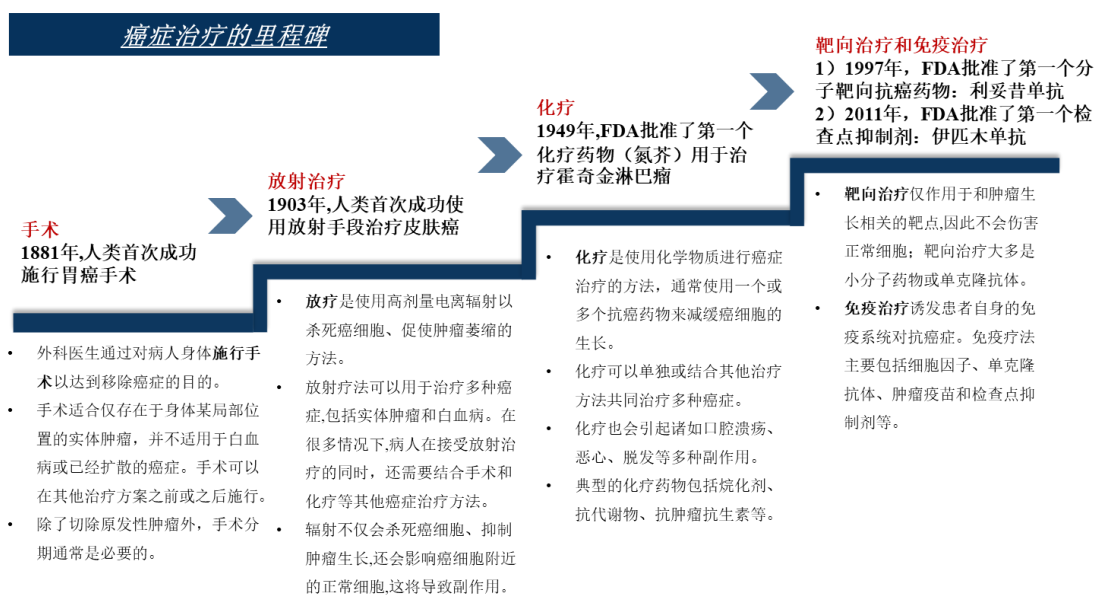 癌症治疗的里程碑
手术
1881年,人类首次成功
施行胃癌手术
外科医生通过对病人身体施行手
术以达到移除癌症的目的。
手术适合仅存在于身体某局部位
置的实体肿瘤，并不适用于白血
病或已经扩散的癌症。手术可以
在其他治疗方案之前或之后施行。
除了切除原发性肿瘤外，手术分
期通常是必要的。
放射治疗
1903年,人类首次成功使
用放射手段治疗皮肤癌
放疗是使用高剂量电离辐射以
杀死癌细胞、促使肿瘤萎缩的
方法。
放射疗法可以用于治疗多种癌
症,包括实体肿瘤和白血病。在
很多情况下,病人在接受放射治
疗的同时，还需要结合手术和
化疗等其他癌症治疗方法。
辐射不仅会杀死癌细胞、抑制
肿瘤生长,还会影响癌细胞附近
的正常细胞,这将导致副作用。
化疗
1949年,FDA批准了第一个
化疗药物（氮芥）用于治
疗霍奇金淋巴瘤
化疗是使用化学物质进行癌症
治疗的方法，通常使用一个或
多个抗癌药物来减缓癌细胞的
生长。
化疗可以单独或结合其他治疗
方法共同治疗多种癌症。
化疗也会引起诸如口腔溃疡、
恶心、脱发等多种副作用。
典型的化疗药物包括烷化剂、
抗代谢物、抗肿瘤抗生素等。
靶向治疗和免疫治疗
1）1997年，FDA批准了第一个分
子靶向抗癌药物：利妥昔单抗
2）2011年，FDA批准了第一个检
查点抑制剂：伊匹木单抗
靶向治疗仅作用于和肿瘤生
长相关的靶点,因此不会伤害
正常细胞；靶向治疗大多是
小分子药物或单克隆抗体。
免疫治疗诱发患者自身的免
疫系统对抗癌症。免疫疗法
主要包括细胞因子、单克隆
抗体、肿瘤疫苗和检查点抑
制剂等。